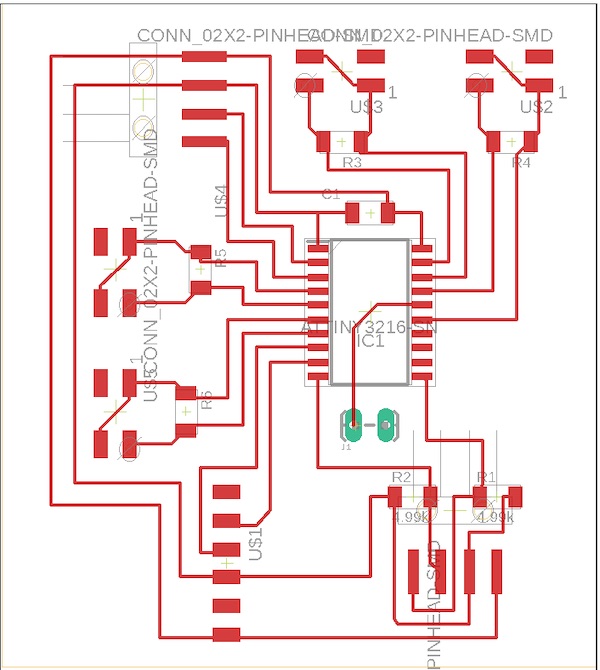 CONN_02X2-PINHEAD-SMD
CONN_02X2-PINHEAD-SMD
1
U$3
1
U$2
R3
R4
C1
U$4
CONN_02X2-PINHEAD-SMD
1
R5
ATTINY3216-SN
IC1
1
U$5
R6
J1
R2
R1
4.99k
4.99k
U$1
PINHEAD-SMD